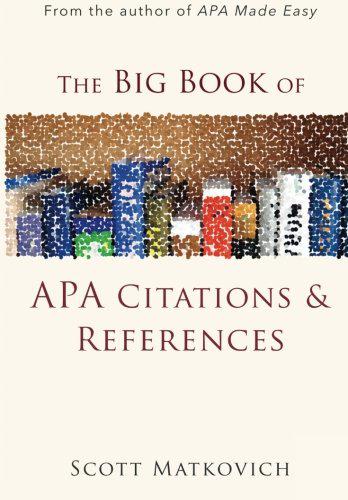 From the author of APA Made Easy
THE BIG BOOK OF
APA CITATIONS &
REFERENCES
SCOTT MATKOVICH